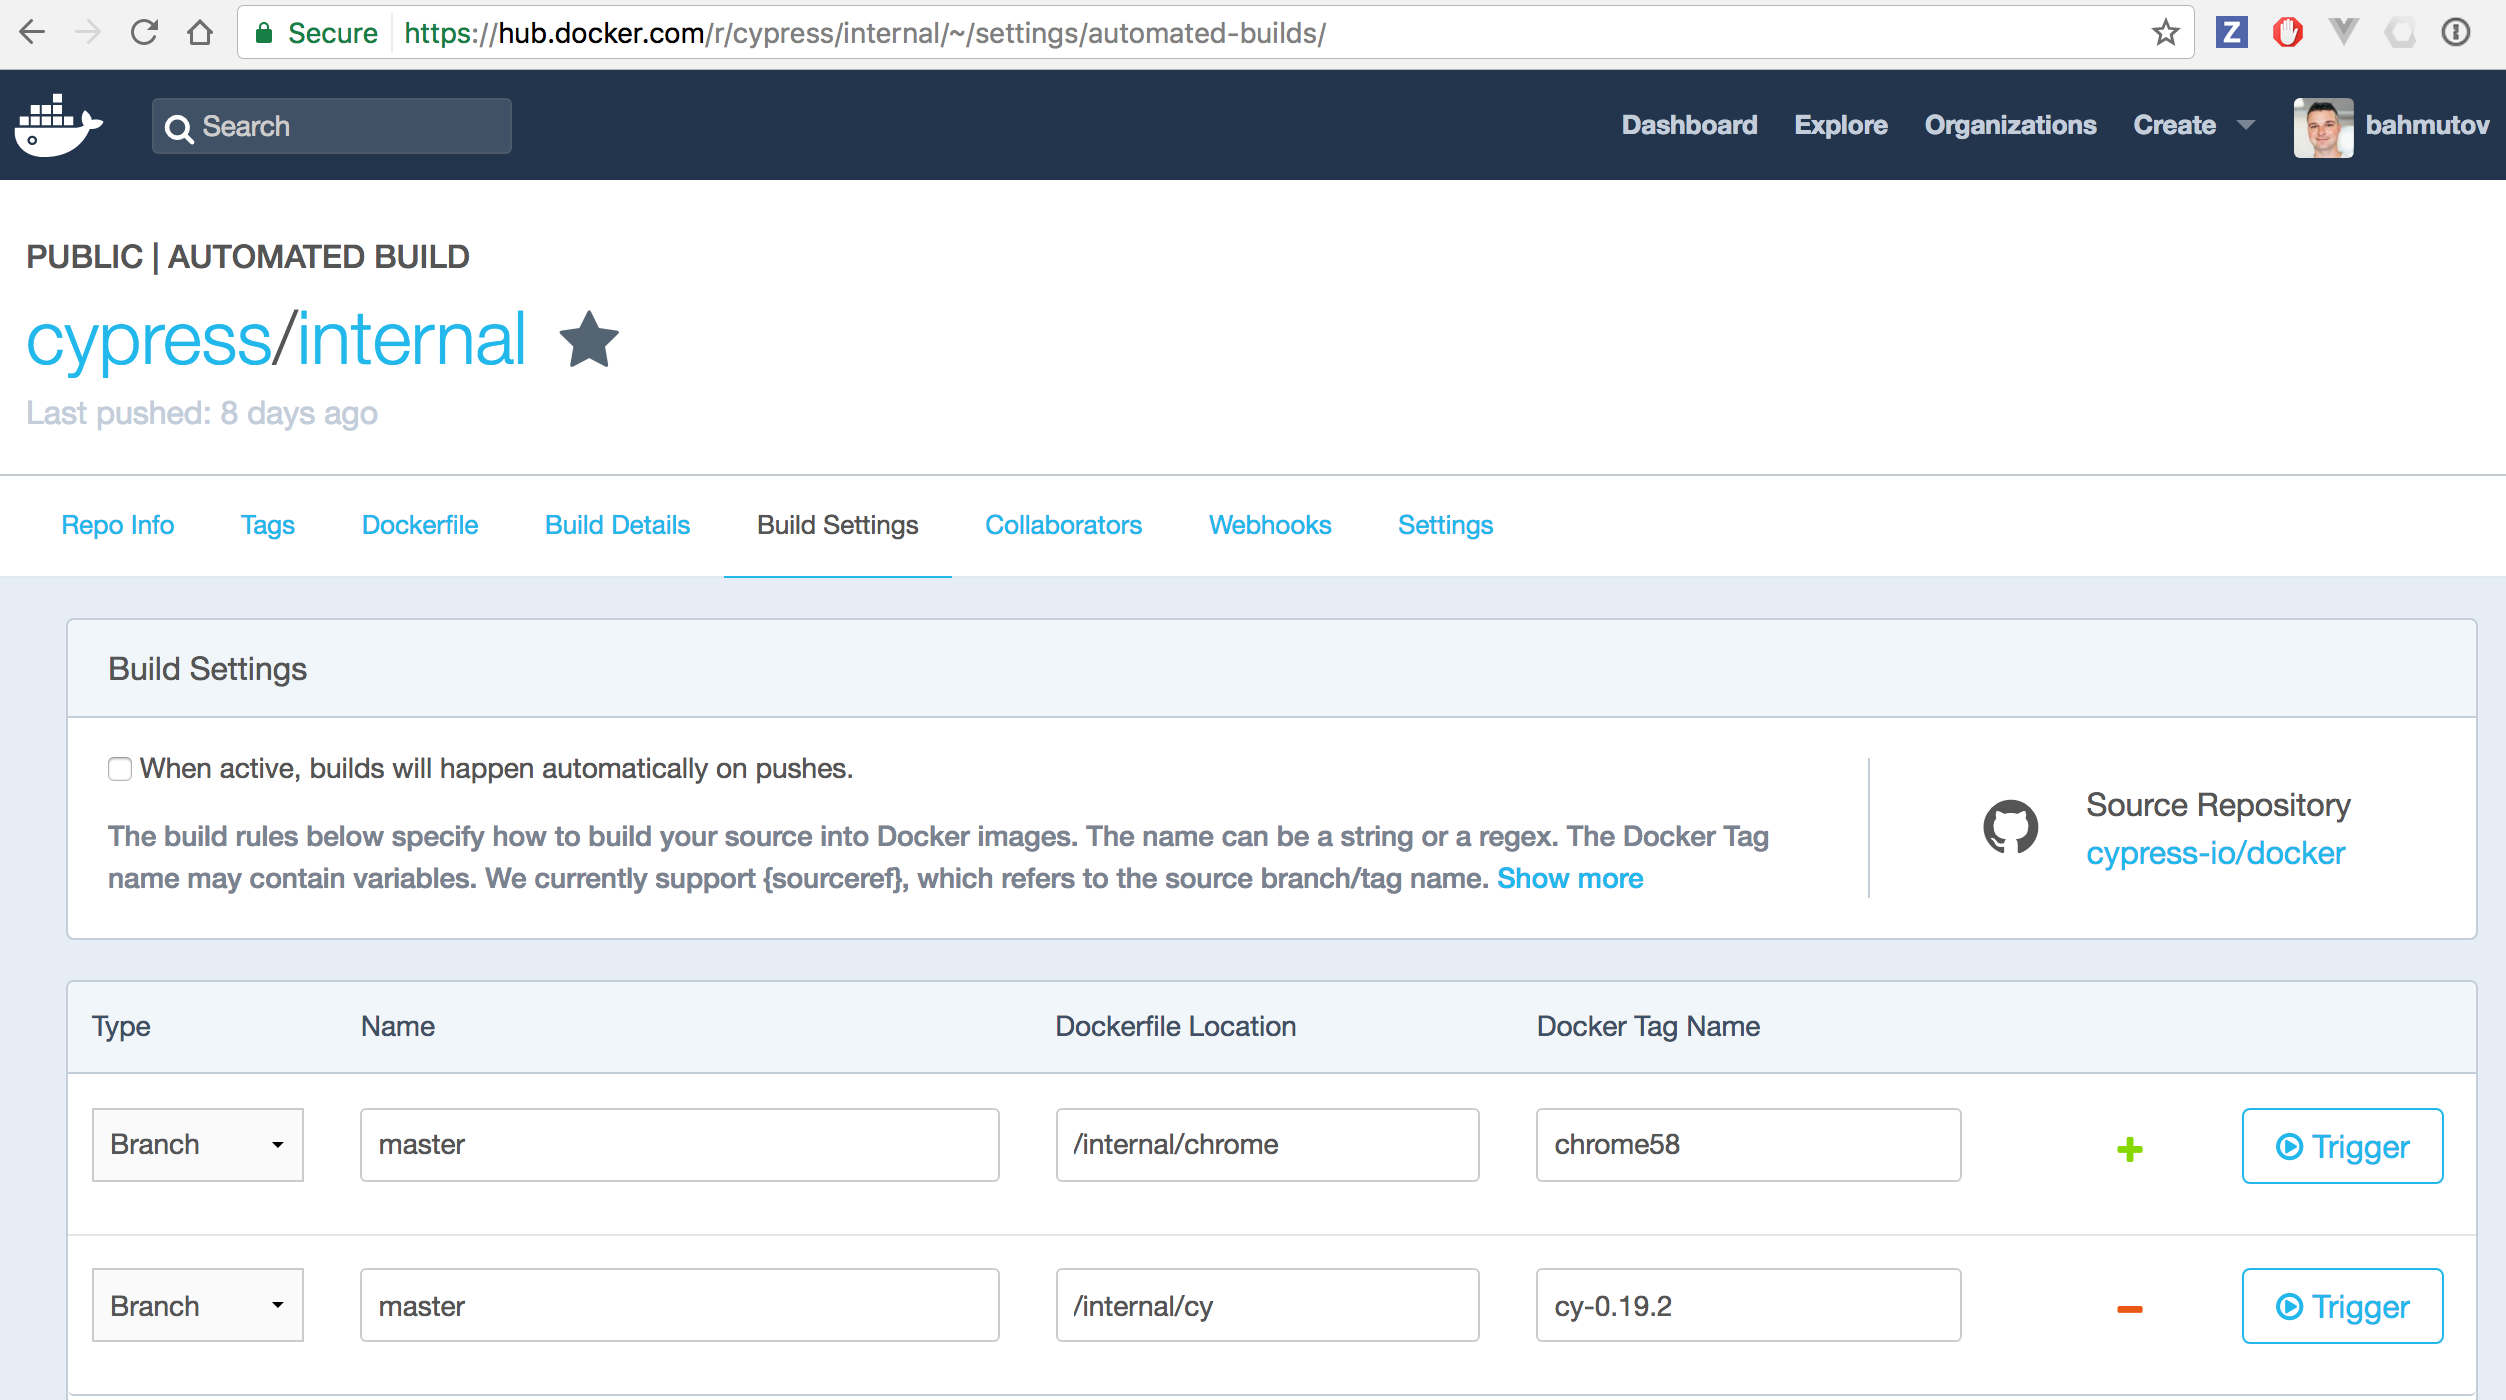 Secure https://hub.docker.com/r/cypress/internal/~/settings/automated-builds/
Z
Search
Dashboard Explore Organizations Create bahmutov
PUBLIC | AUTOMATED BUILD
cypress/internal
Last pushed: 8 days ago
Repo Info Tags Dockerfile Build Details Build Settings Collaborators Webhooks Settings
Build Settings
When active, builds will happen automatically on pushes.
The build rules below specify how to build your source into Docker images. The name can be a string or a regex. The Docker Tag
name may contain variables. We currently support {sourceref}, which refers to the source branch/tag name. Show more
Source Repository
cypress-io/docker
Type Name Dockerfile Location Docker Tag Name
Branch master /internal/chrome chrome58 Trigger
Branch master /internal/cy cy-0.19.2 Trigger